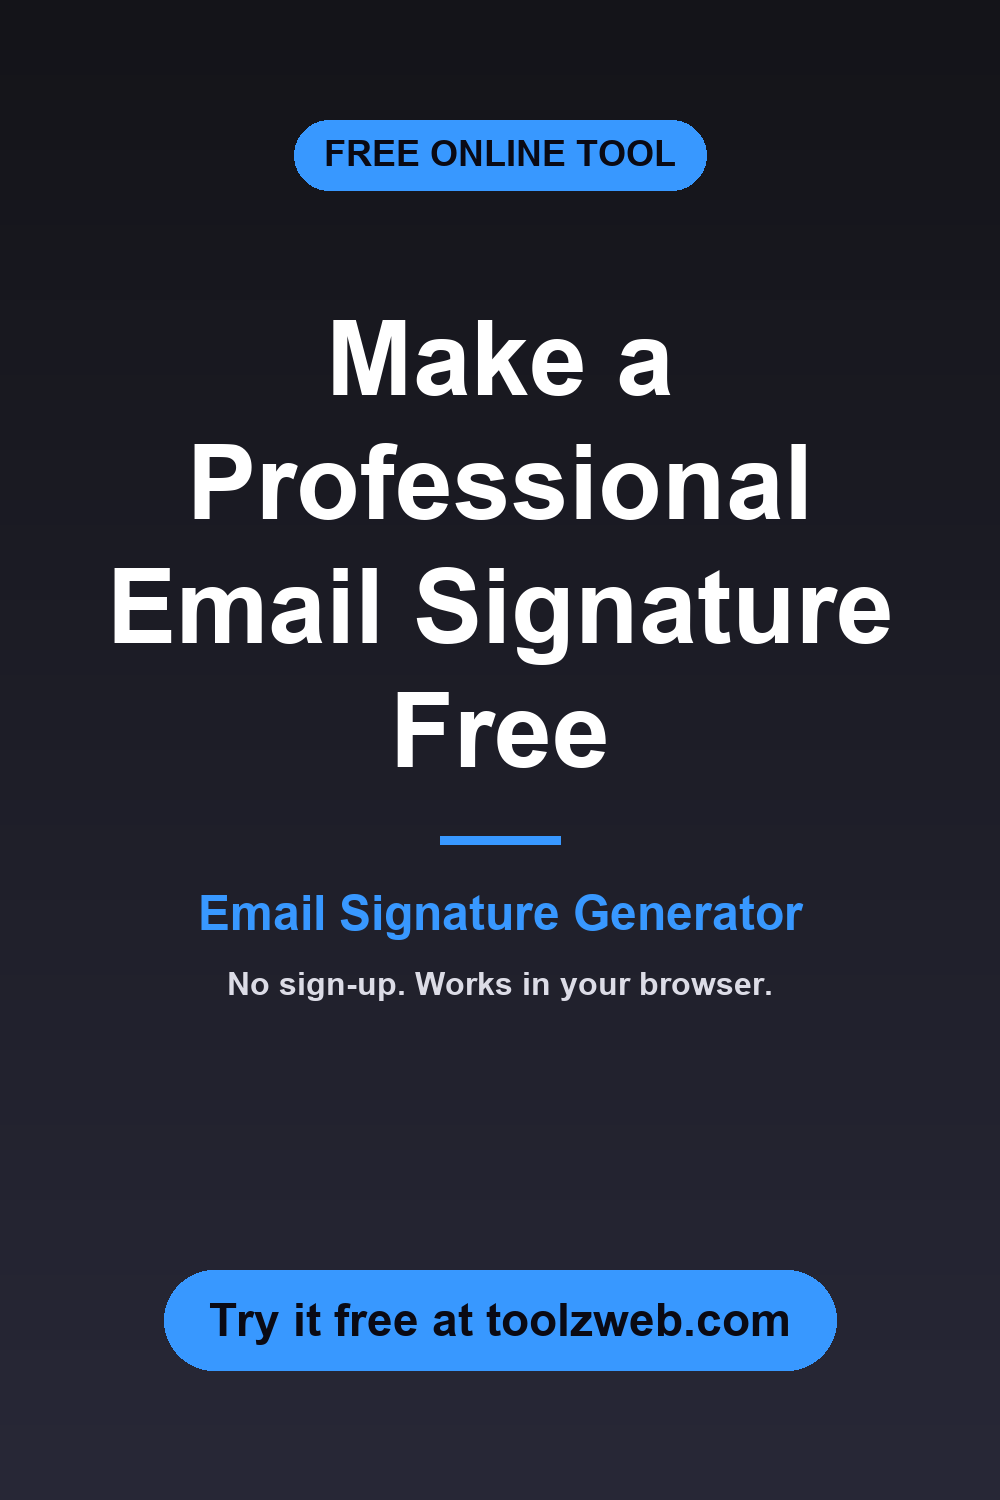 FREE ONLINE TOOL
Make a
Professional
Email Signature
Free
Email Signature Generator
No sign-up. Works in your browser.
Try it free at toolzweb.com